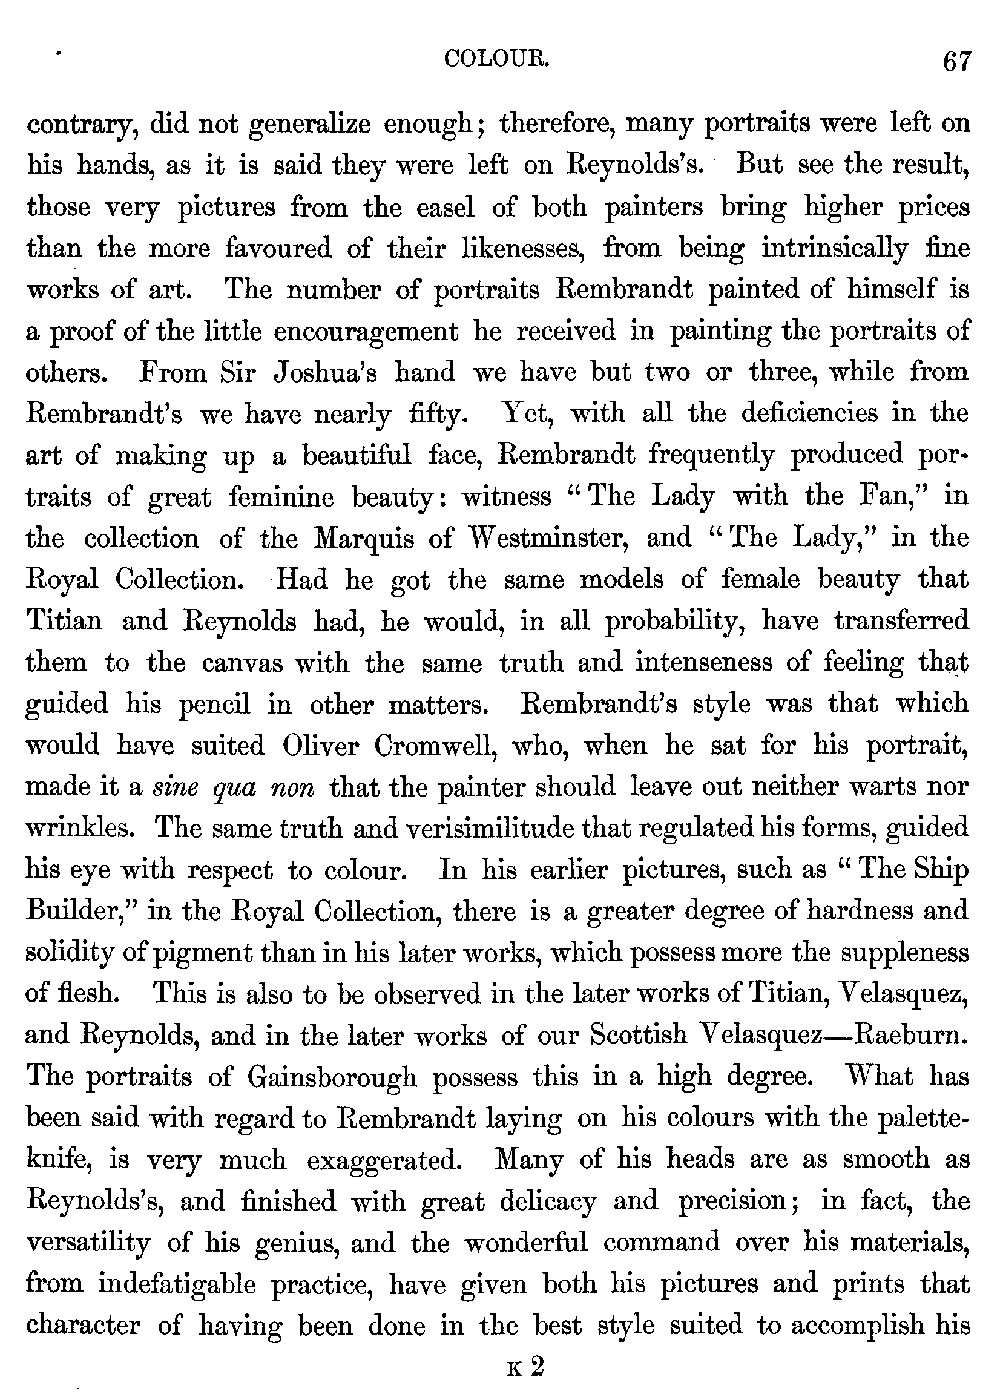 COLOUR. 67
contrary, did not generalize enough; therefore, many portraits were left on
his hands, as it is said they were left on Reynolds's. But see the result,
those very pictures from the easel of both painters bring higher prices
than the more favoured of their likenesses, from being intrinsically fine
works of art. The number of portraits Rembrandt painted of himself is
a proof of the little encouragement he received in painting the portraits of
others. From Sir Joshua's hand we have but two or three, while from
Rembrandt's we have nearly fifty. Yet, with all the deficiencies in the
art of making up a beautiful face, Rembrandt frequently produced por-
traits of great feminine beauty: witness "The Lady with the Fan," in
the collection of the Marquis of Westminster, and "The Lady," in the
Royal Collection. Had he got the same models of female beauty that
Titian and Reynolds had, he would, in all probability, have transferred
them to the canvas with the same truth and intenseness of feeling that
guided his pencil in other matters. Rembrandt's style was that which
would have suited Oliver Cromwell, who, when he sat for his portrait,
made it a sine qua non that the painter should leave out neither warts nor
wrinkles. The same truth and verisimilitude that regulated his forms, guided
his eye with respect to colour. In his earlier pictures, such as "The Ship
Builder," in the Royal Collection, there is a greater degree of hardness and
solidity of pigment than in his later works, which possess more the suppleness
of flesh. This is also to be observed in the later works of Titian, Velasquez,
and Reynolds, and in the later works of our Scottish Velasquez—Raeburn.
The portraits of Gainsborough possess this in a high degree. What has
been said with regard to Rembrandt laying on his colours with the palette-
knife, is very much exaggerated. Many of his heads are as smooth as
Reynolds's, and finished with great delicacy and precision; in fact, the
versatility of his genius, and the wonderful command over his materials,
from indefatigable practice, have given both his pictures and prints that
character of having been done in the best style suited to accomplish his
K 2